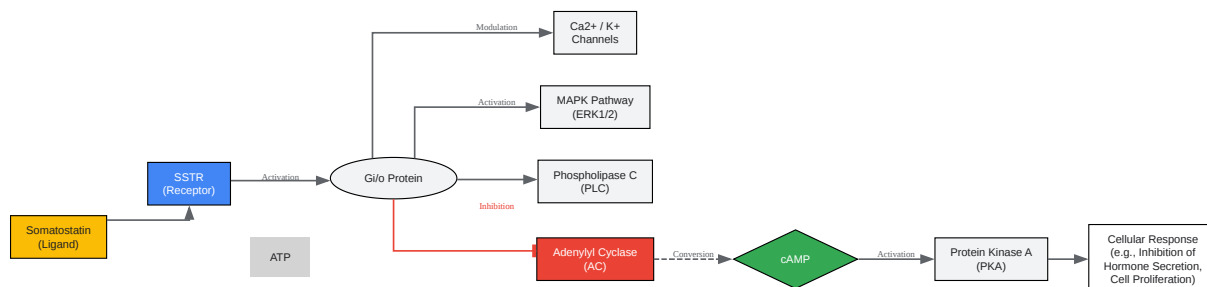 Ca2+ / K+
Channels
Modulation
MAPK Pathway
(ERK1/2)
Activation
SSTR
(Receptor)
Activation
Gi/o Protein
Phospholipase C
(PLC)
Inhibition
Somatostatin
(Ligand)
ATP
Adenylyl Cyclase
(AC)
Conversion
cAMP
Activation
Protein Kinase A
(PKA)
Cellular Response
(e.g., Inhibition of
Hormone Secretion,
Cell Proliferation)